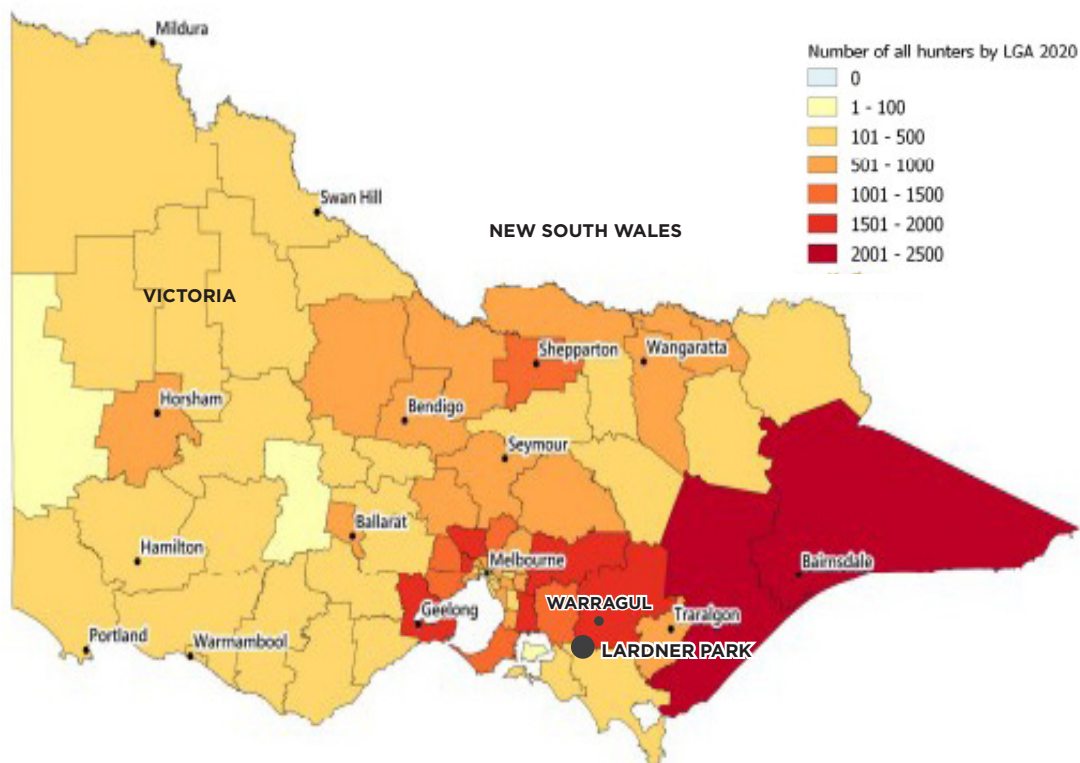 Mildura
Number of all hunters by LGA 2020
0
1 - 100
101 - 500
501 - 1000
1001 - 1500
1501 - 2000
2001 - 2500
Swan Hill
NEW SOUTH WALES
VICTORIA
Shepparton
Wangaratta
Horsham
Bendigo
Seymour
Ballarat
Hamilton
Melbourne
Bairnsdale
Geelong
WARRAGUL
Traralgon
Portland
Warrnambool
LARDNER PARK